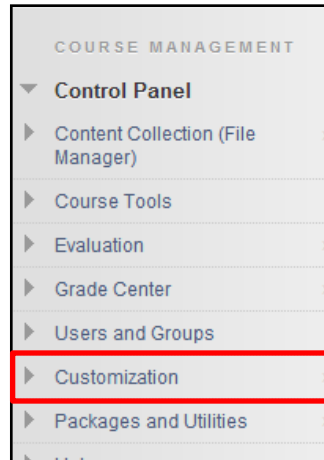 COURSE MANAGEMENT
Control Panel
Content Collection (File
Manager)
Course Tools
Evaluation
Grade Center
Users and Groups
Customization
Packages and Utilities